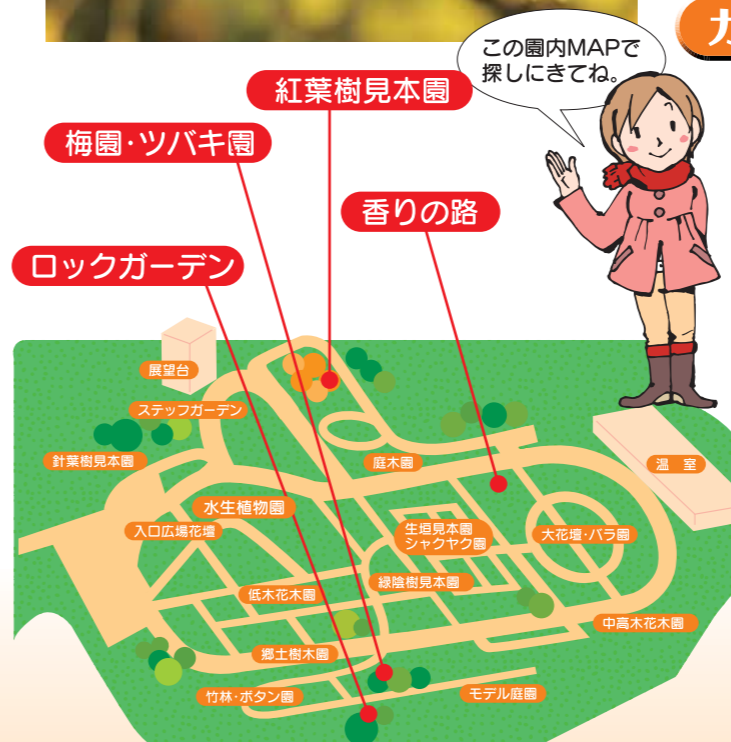 この園内MAPで
探しにきてね。
紅葉樹見本園
梅園・ツバキ園
香りの路
ロックガーデン
展望台
ステッフガーデン
針葉樹見本園
庭木園
温 室
水生植物園
入口広場花壇
生垣見本園
シャクヤク園
大花壇・バラ園
緑陰樹見本園
低木花木園
中高木花木園
郷土樹木園
竹林・ボタン園
モデル庭園